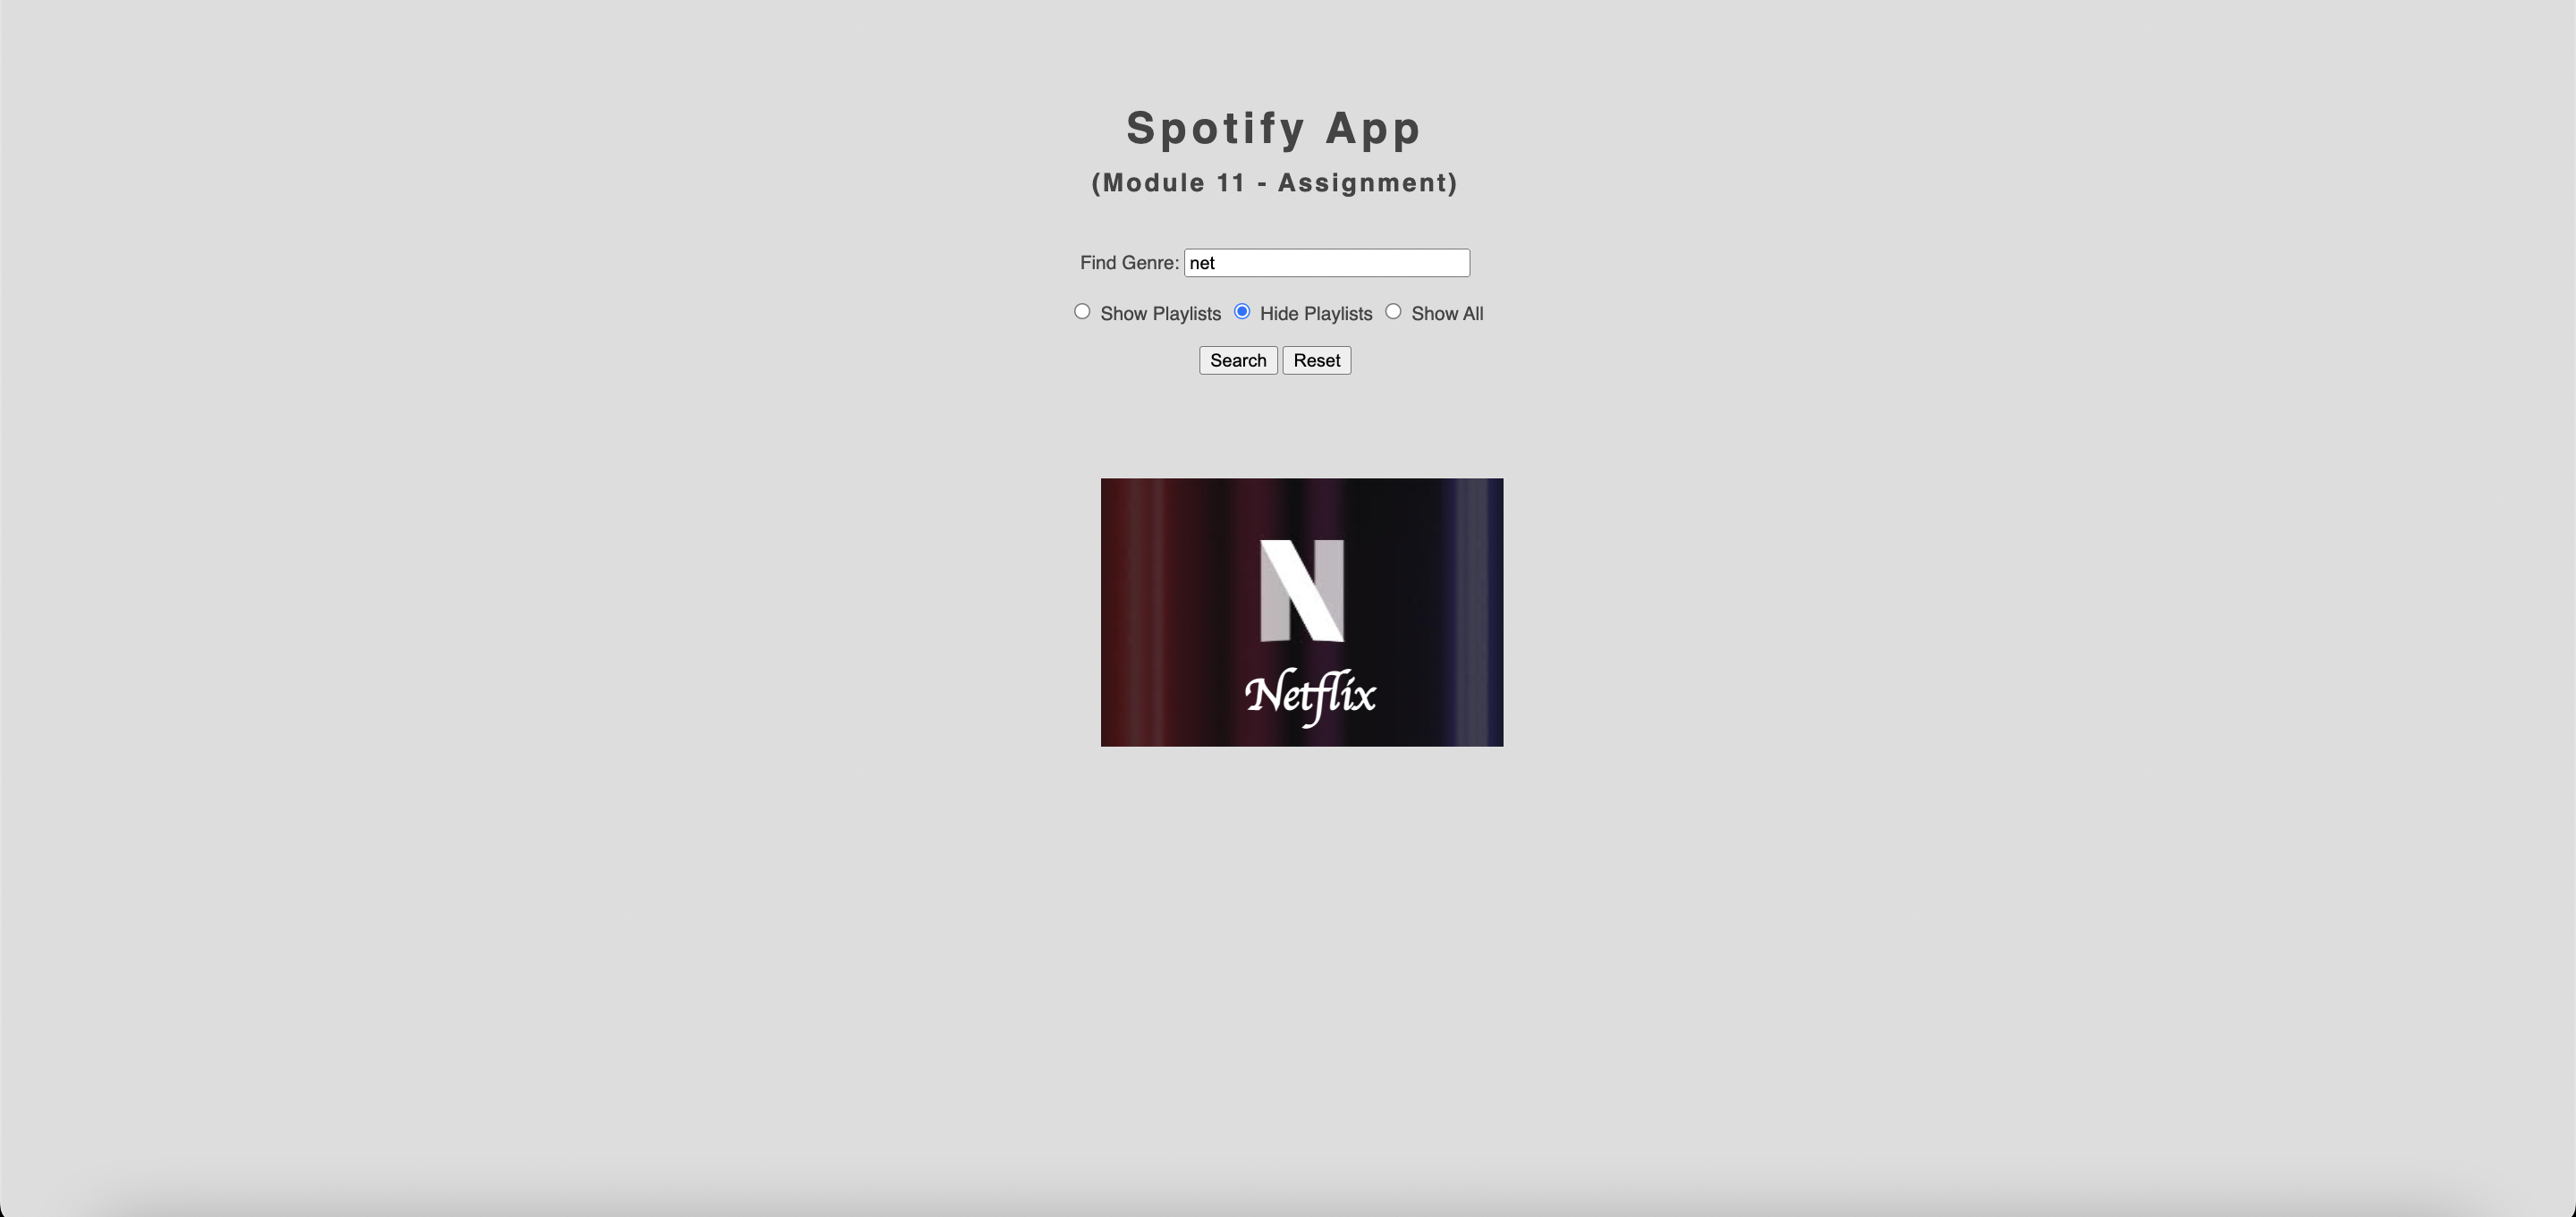 Spotify App
(Module 11 - Assignment)
Find Genre: net
Show Playlists Hide Playlists Show All
Search Reset
N
Netflix